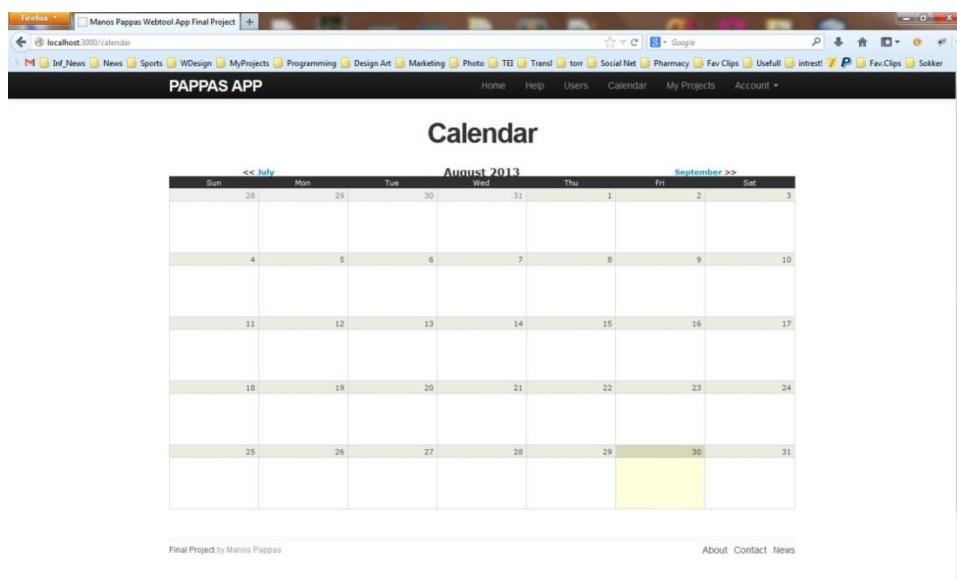 Firefox
Manos Pappas Webtool App Final Project
localhost:3000/calendar
Google
Inf_News News Sports WDesign MyProjects Programming Design Art Marketing Photo TEI Transl torr Social Net Pharmacy Fav Clips Usefull intrest! Fav.Clips Sokker
PAPPAS APP Home Help Users Calendar My Projects Account
Calendar
<< July August 2013 September >>
Sun Mon Tue Wed Thu Fri Sat
28 29 30 31 1 2 3
4 5 6 7 8 9 10
11 12 13 14 15 16 17
18 19 20 21 22 23 24
25 26 27 28 29 30 31
Final Project by Manos Pappas About Contact News